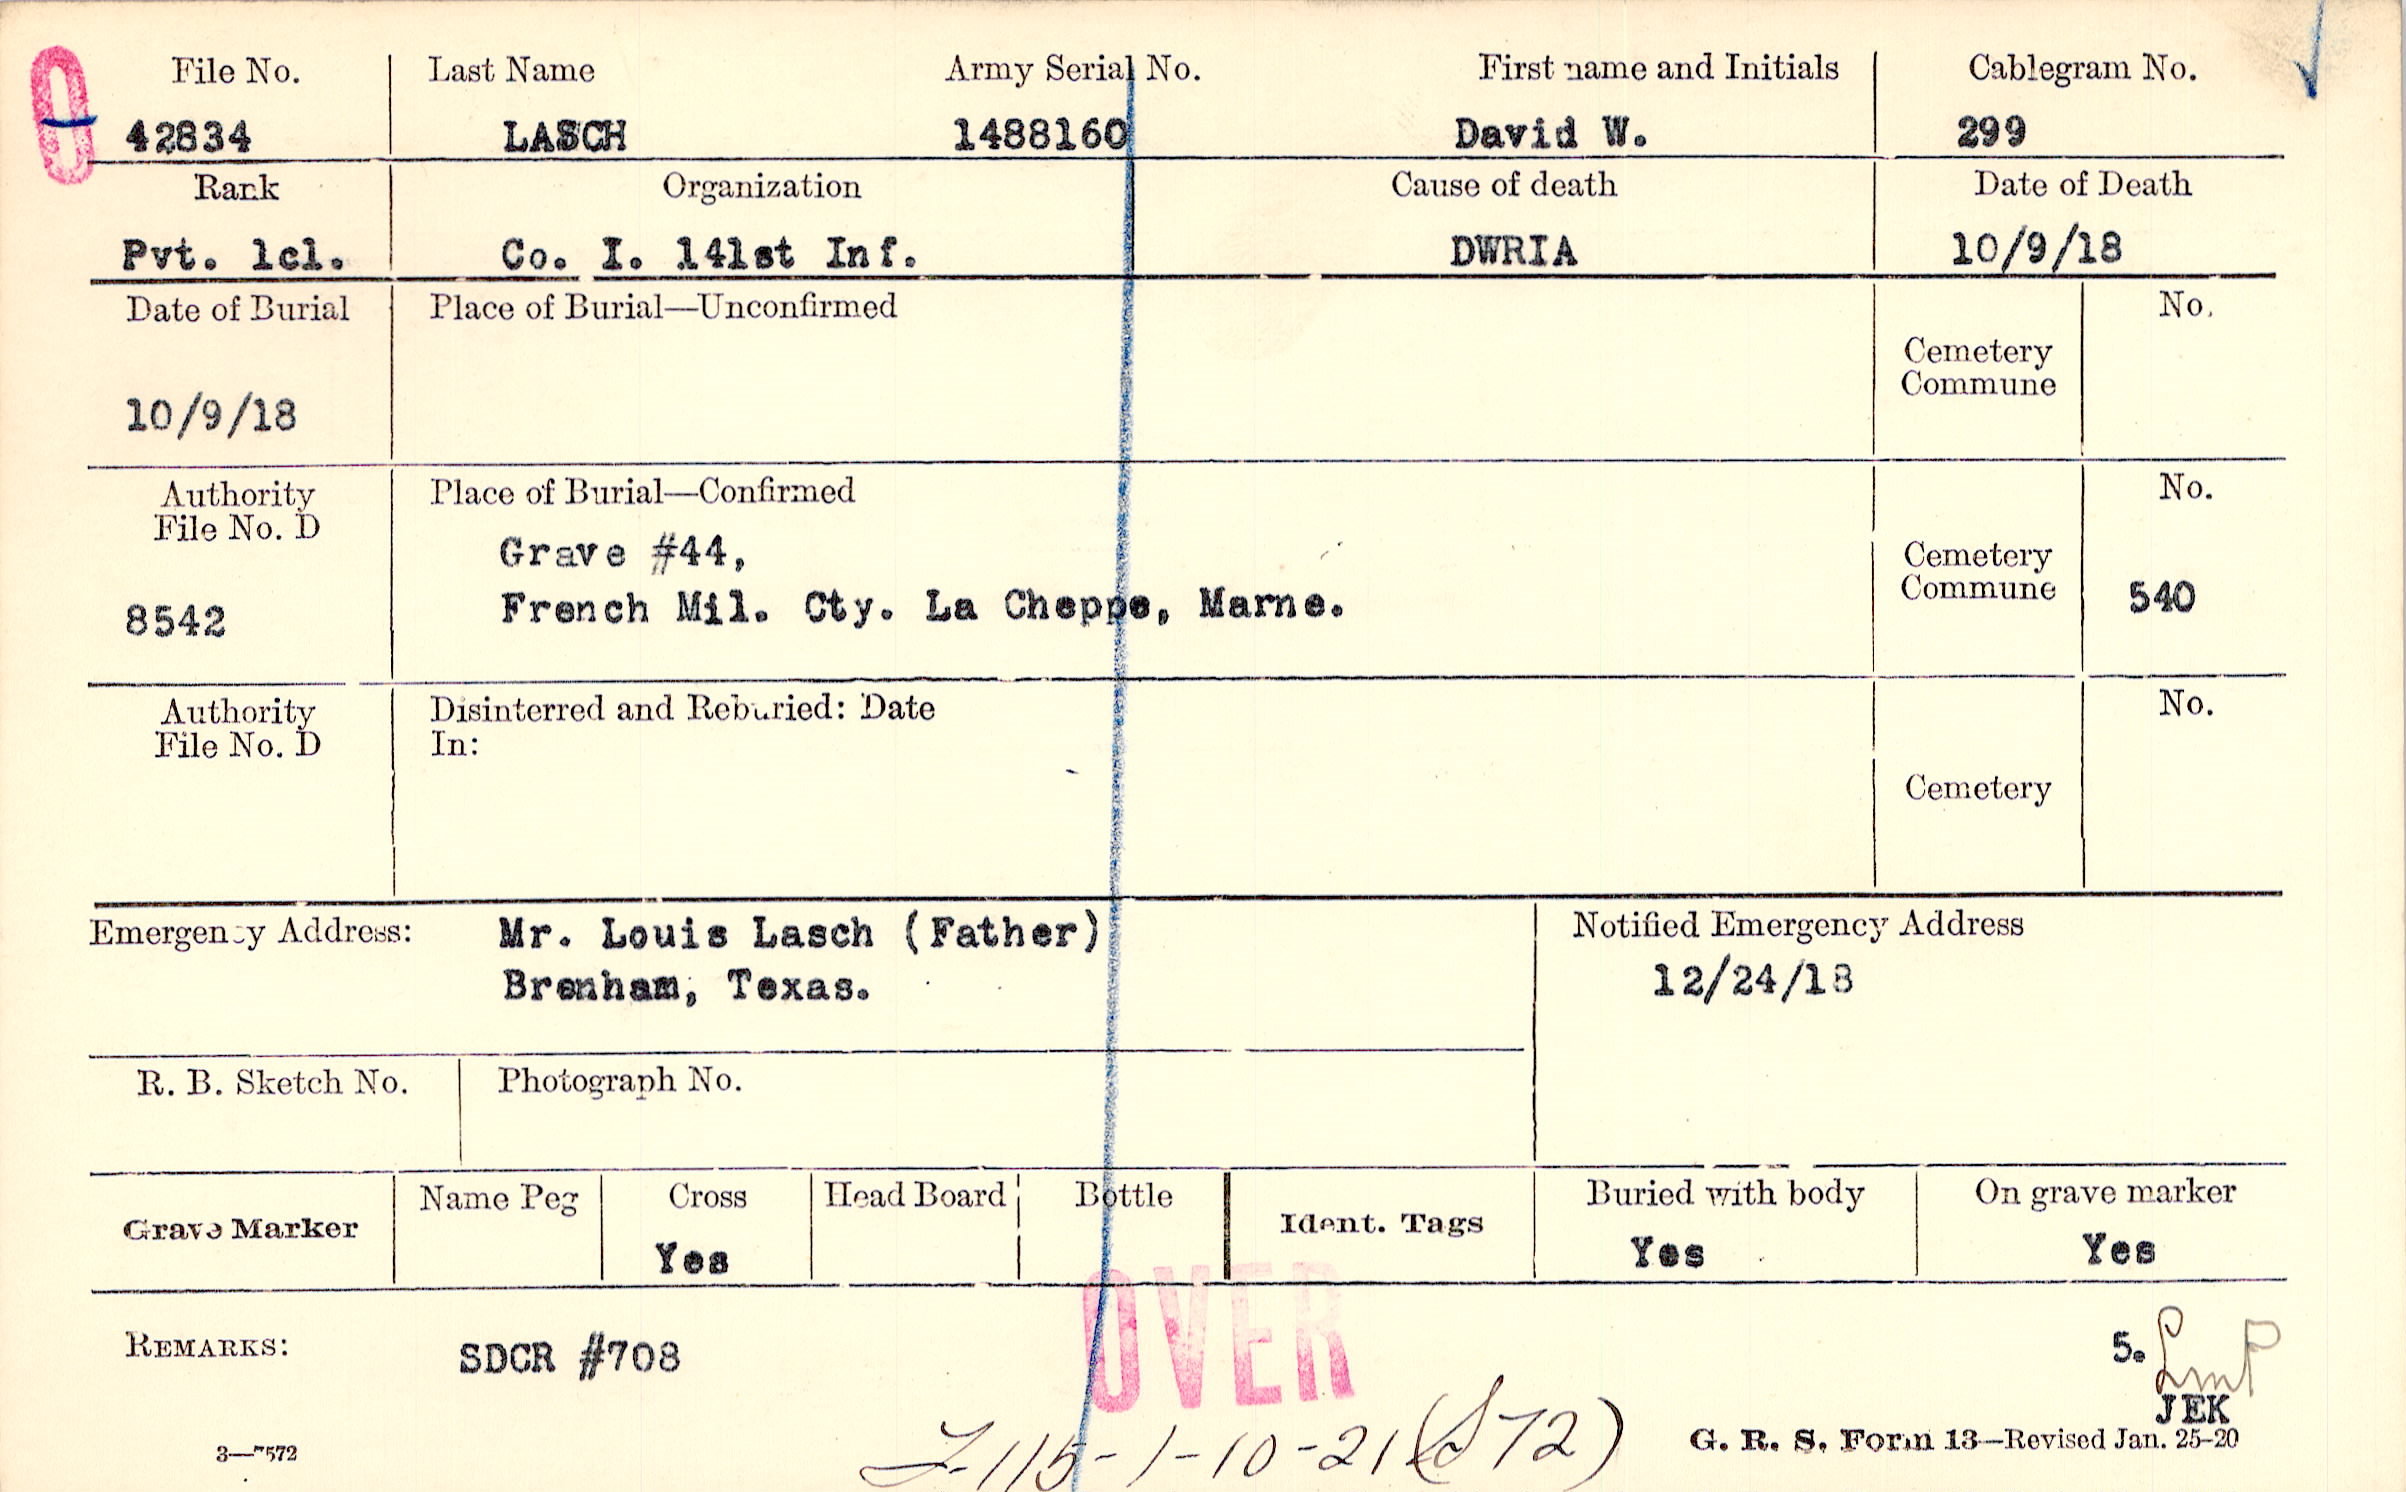 File No. Last Name Army Serial No. First name and Initials Cablegram No.
42834 LASCH 1488160 David W. 299
Rank Organization Cause of death Date of Death
Pvt. 1cl. Co. I. 141st Inf. DWRIA 10/9/18
Date of Burial Place of Burial—Unconfirmed No.
Cemetery
Commune
10/9/18
Authority Place of Burial—Confirmed No.
File No. D
Grave #44,
Cemetery
Commune 540
8542 French Mil. Cty. La Cheppe, Marne.
Authority Disinterred and Reburied: Date No.
File No. D In:
Cemetery
Emergency Address: Mr. Louis Lasch (Father) Notified Emergency Address
Brenham, Texas. 12/24/18
R. B. Sketch No. Photograph No.
Grave Marker Name Peg Cross Head Board Bottle Ident. Tags Buried with body On grave marker
Yes Yes Yes
OVER
REMARKS: SDCR #708 5.
JEK
-115-1-10-21 (S72)
3—7572 G. R. S. Form 13—Revised Jan. 25-20